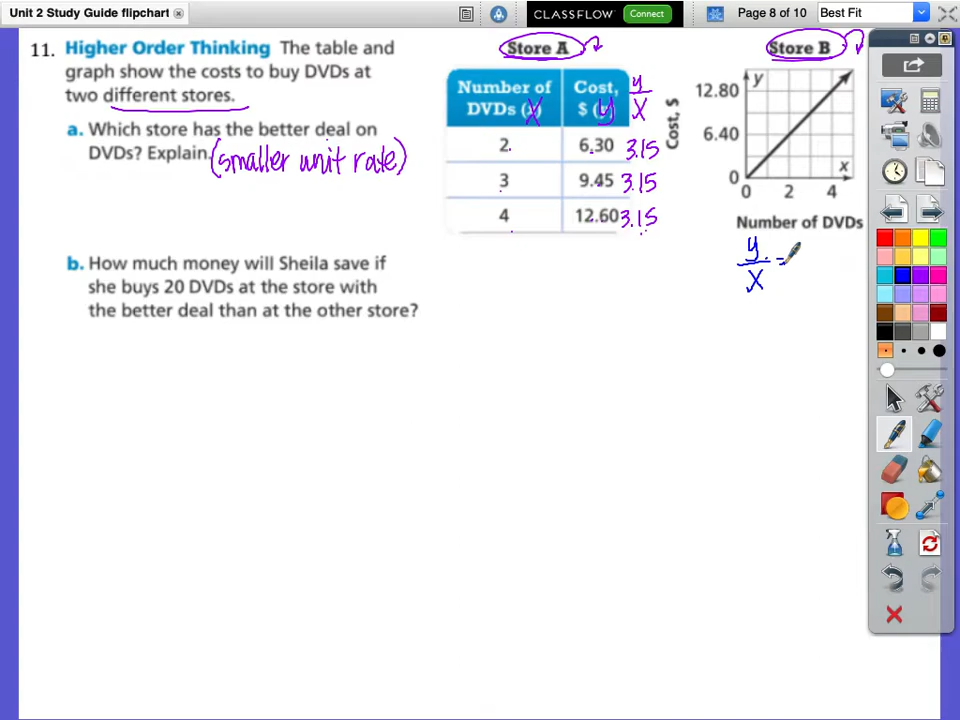 Unit 2 Study Guide flipchart
CLASSFLOW Connect
Page 8 of 10
Best Fit
11. Higher Order Thinking The table and
graph show the costs to buy DVDs at
two different stores.
a. Which store has the better deal on
DVDs? Explain. (smaller unit rate)
b. How much money will Sheila save if
she buys 20 DVDs at the store with
the better deal than at the other store?
Store A
Number of Cost, y
DVDs (x) $ (y) x
2 6.30 3.15
3 9.45 3.15
4 12.60 3.15
Store B
Cost, $
12.80 y
6.40
0 x
0 2 4
Number of DVDs
y =
x